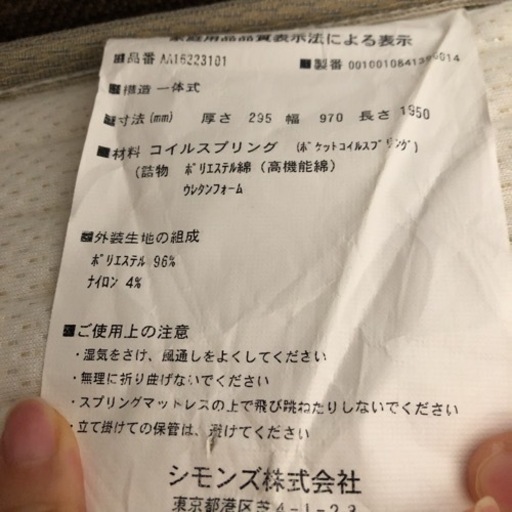 家庭用品品質表示法による表示
■品番 AA16223101 ■製番
■構造 一体式
■寸法(mm) 厚さ 295 幅 970 長さ 1950
■材料 コイルスプリング (ポケットコイルスプリング)
(詰物 ポリエステル綿 (高機能綿)
ウレタンフォーム
■外装生地の組成
ポリエステル 96%
ナイロン 4%
■ご使用上の注意
・湿気をさけ、風通しをよくしてください
・無理に折り曲げないでください
・スプリングマットレスの上で飛び跳ねたりしないでください
・立て掛けての保管は、避けてください
シモンズ株式会社
東京都港区芝4-1-23